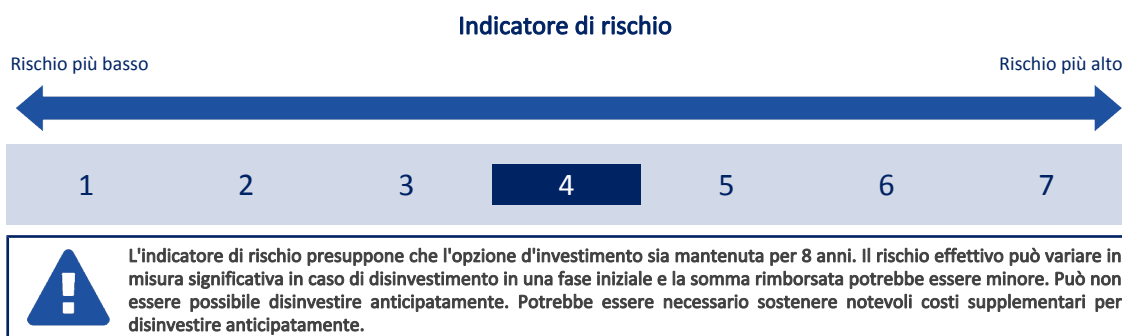 Indicatore di rischio
Rischio più basso
Rischio più alto
1 2 3 4 5 6 7
L'indicatore di rischio presuppone che l'opzione d'investimento sia mantenuta per 8 anni. Il rischio effettivo può variare in
misura significativa in caso di disinvestimento in una fase iniziale e la somma rimborsata potrebbe essere minore. Può non
essere possibile disinvestire anticipatamente. Potrebbe essere necessario sostenere notevoli costi supplementari per
disinvestire anticipatamente.